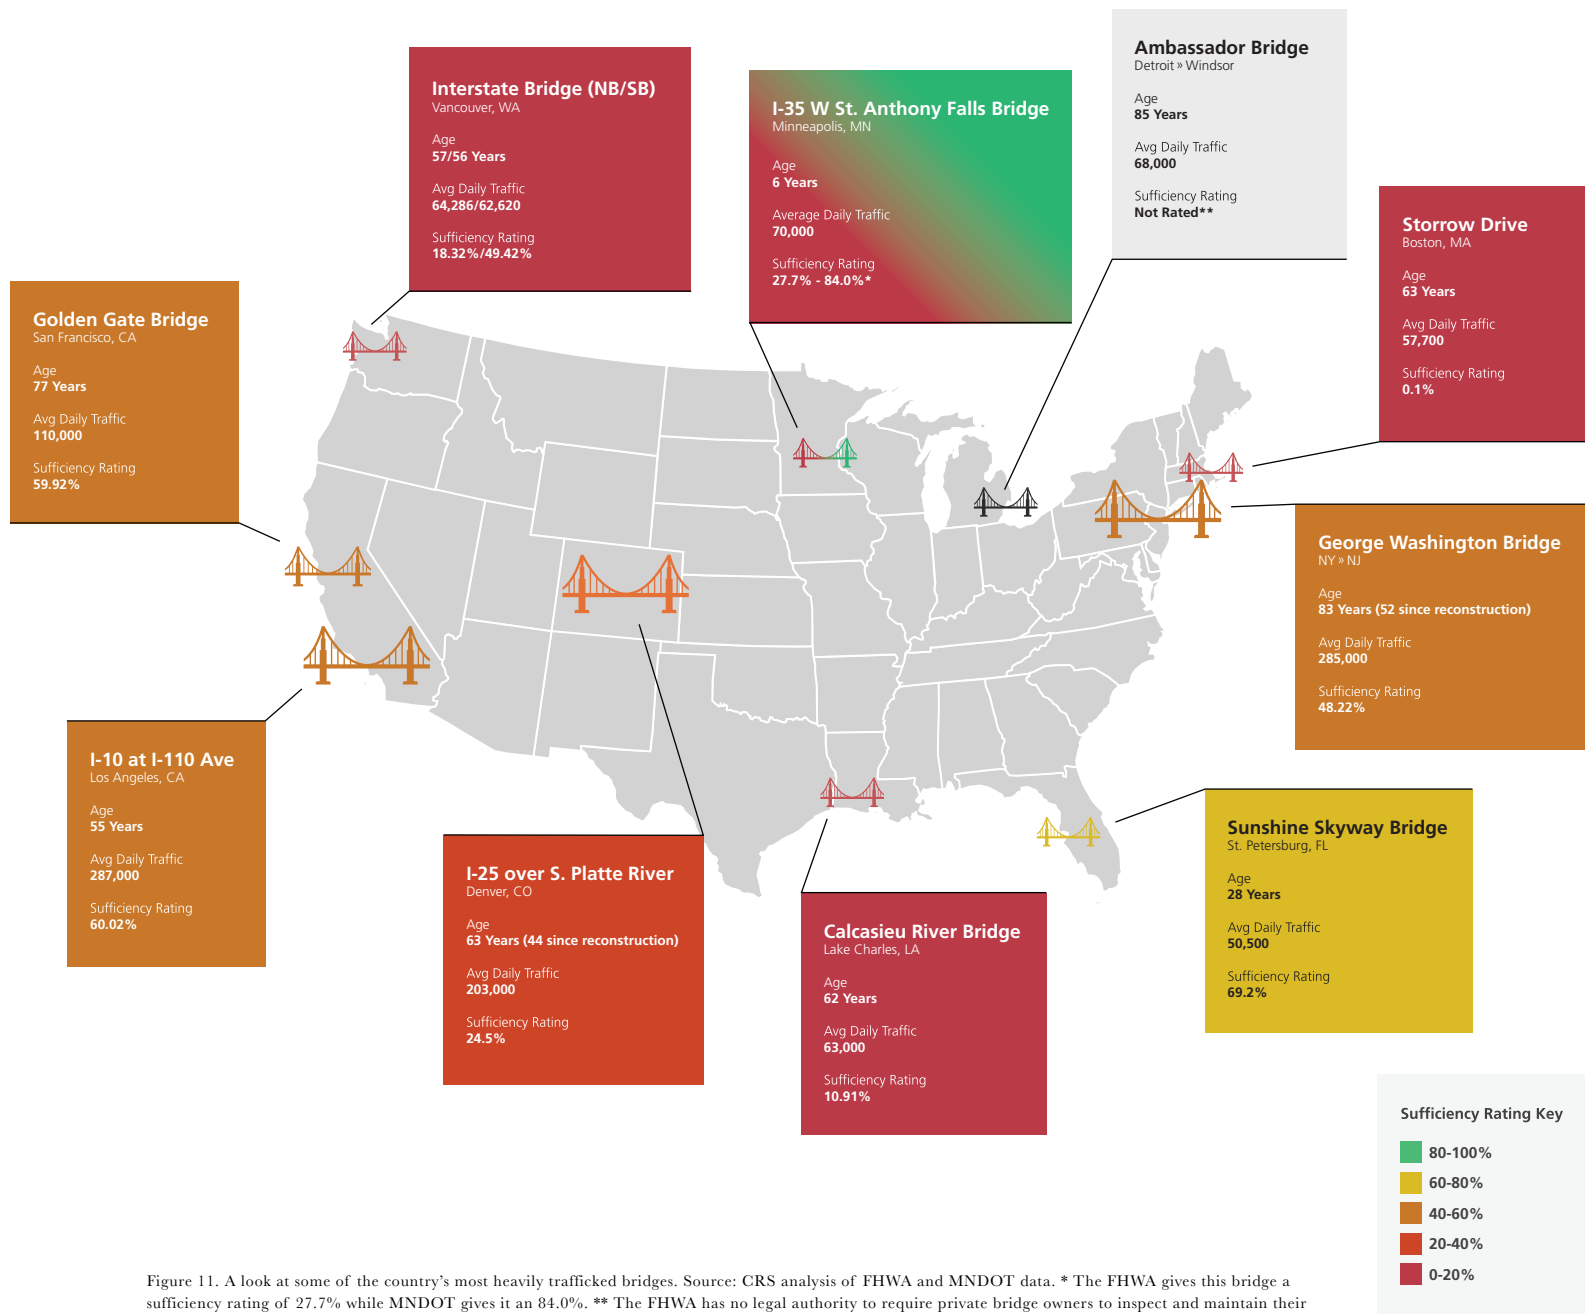 Ambassador Bridge
Detroit » Windsor
Age
85 Years
Avg Daily Traffic
68,000
Sufficiency Rating
Not Rated**
Interstate Bridge (NB/SB)
Vancouver, WA
Age
57/56 Years
Avg Daily Traffic
64,286/62,620
Sufficiency Rating
18.32%/49.42%
I-35 W St. Anthony Falls Bridge
Minneapolis, MN
Age
6 Years
Average Daily Traffic
70,000
Sufficiency Rating
27.7% - 84.0%*
Storrow Drive
Boston, MA
Age
63 Years
Avg Daily Traffic
57,700
Sufficiency Rating
0.1%
Golden Gate Bridge
San Francisco, CA
Age
77 Years
Avg Daily Traffic
110,000
Sufficiency Rating
59.92%
George Washington Bridge
NY » NJ
Age
83 Years (52 since reconstruction)
Avg Daily Traffic
285,000
Sufficiency Rating
48.22%
I-10 at I-110 Ave
Los Angeles, CA
Age
55 Years
Avg Daily Traffic
287,000
Sufficiency Rating
60.02%
I-25 over S. Platte River
Denver, CO
Age
63 Years (44 since reconstruction)
Avg Daily Traffic
203,000
Sufficiency Rating
24.5%
Calcasieu River Bridge
Lake Charles, LA
Age
62 Years
Avg Daily Traffic
63,000
Sufficiency Rating
10.91%
Sunshine Skyway Bridge
St. Petersburg, FL
Age
28 Years
Avg Daily Traffic
50,500
Sufficiency Rating
69.2%
Sufficiency Rating Key
80-100%
60-80%
40-60%
20-40%
0-20%
Figure 11. A look at some of the country's most heavily trafficked bridges. Source: CRS analysis of FHWA and MNDOT data. * The FHWA gives this bridge a
sufficiency rating of 27.7% while MNDOT gives it an 84.0%. ** The FHWA has no legal authority to require private bridge owners to inspect and maintain their